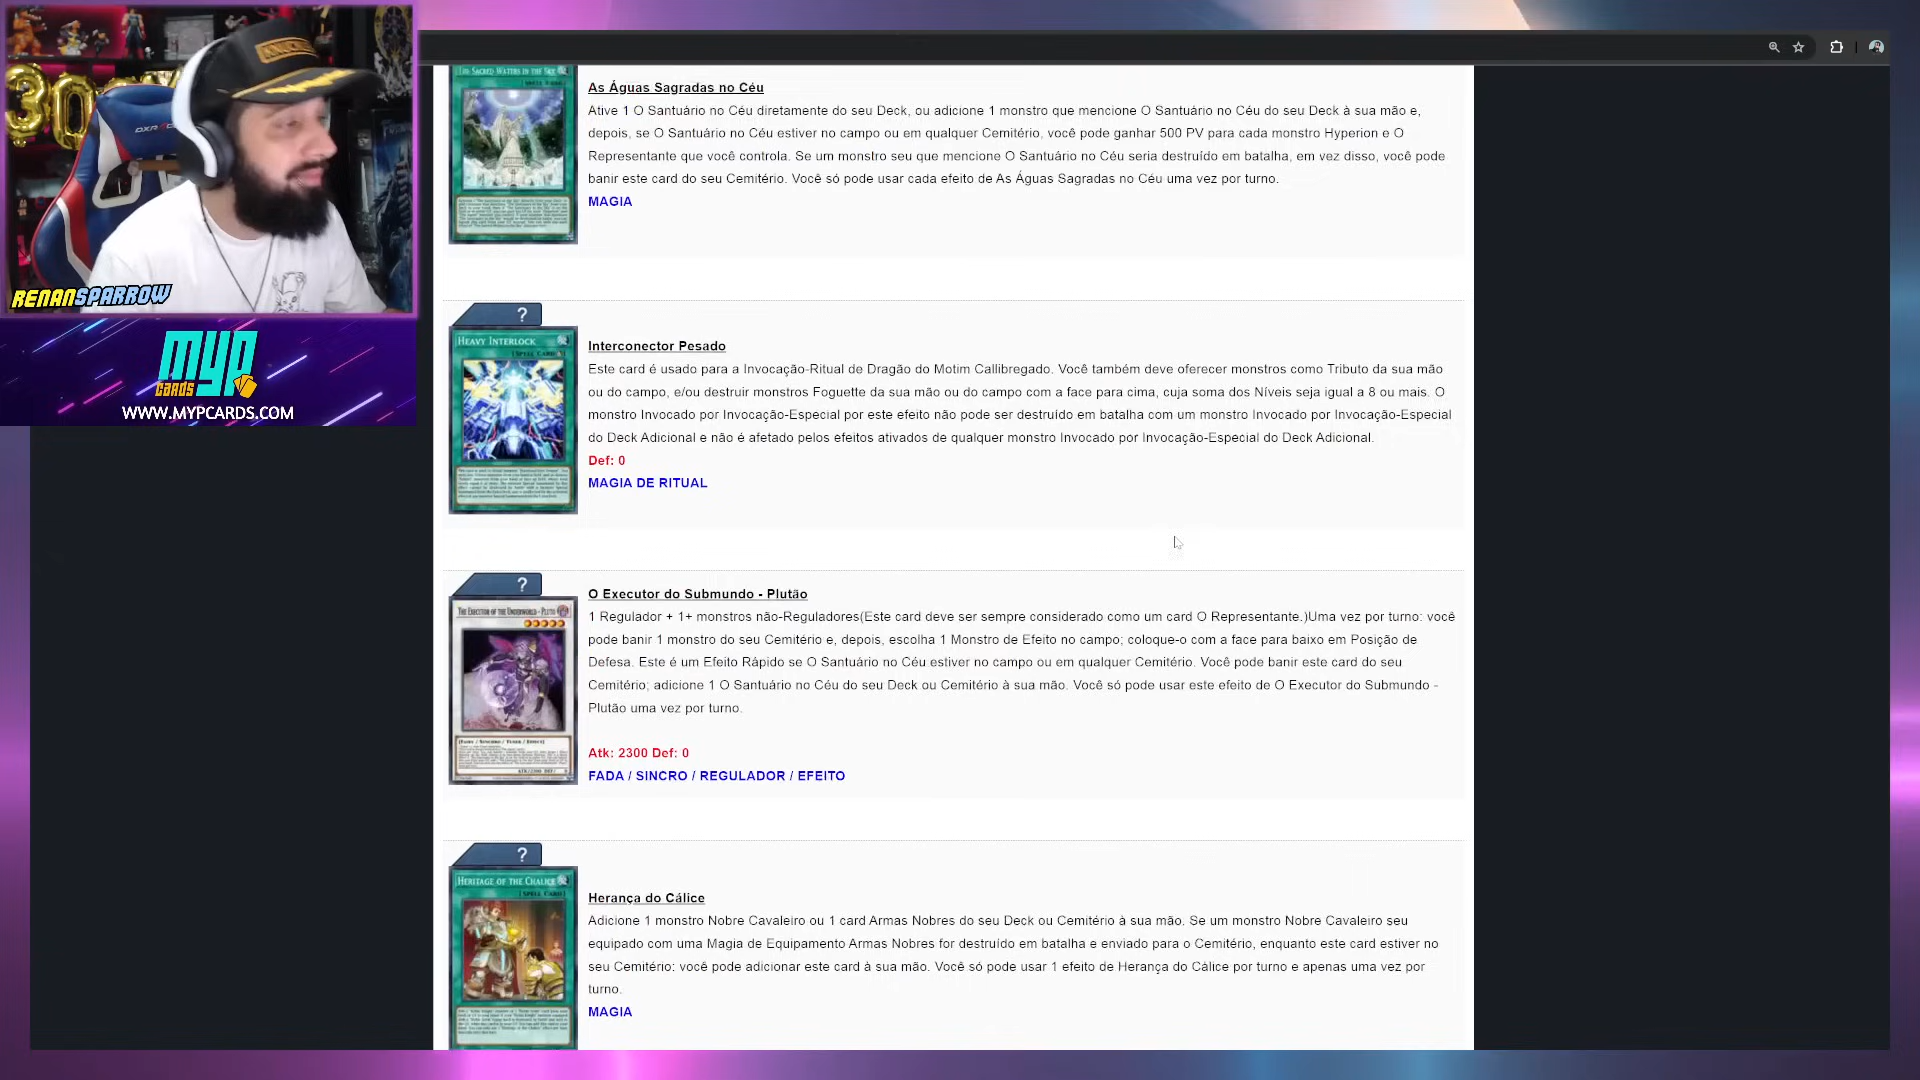 30
RENANSPARROW
MYP
CARDS
WWW.MYPCARDS.COM
THE SACRED WATERS IN THE SKY
As Águas Sagradas no Céu
Ative 1 O Santuário no Céu diretamente do seu Deck, ou adicione 1 monstro que mencione O Santuário no Céu do seu Deck à sua mão e,
depois, se O Santuário no Céu estiver no campo ou em qualquer Cemitério, você pode ganhar 500 PV para cada monstro Hyperion e O
Representante que você controla. Se um monstro seu que mencione O Santuário no Céu seria destruído em batalha, em vez disso, você pode
banir este card do seu Cemitério. Você só pode usar cada efeito de As Águas Sagradas no Céu uma vez por turno.
MAGIA
?
HEAVY INTERLOCK
[SPELL CARD]
Interconector Pesado
Este card é usado para a Invocação-Ritual de Dragão do Motim Callibregado. Você também deve oferecer monstros como Tributo da sua mão
ou do campo, e/ou destruir monstros Foguette da sua mão ou do campo com a face para cima, cuja soma dos Níveis seja igual a 8 ou mais. O
monstro Invocado por Invocação-Especial por este efeito não pode ser destruído em batalha com um monstro Invocado por Invocação-Especial
do Deck Adicional e não é afetado pelos efeitos ativados de qualquer monstro Invocado por Invocação-Especial do Deck Adicional.
Def: 0
MAGIA DE RITUAL
?
THE EXECUTOR OF THE UNDERWORLD - PLUTO
O Executor do Submundo - Plutão
1 Regulador + 1+ monstros não-Reguladores(Este card deve ser sempre considerado como um card O Representante.)Uma vez por turno: você
pode banir 1 monstro do seu Cemitério e, depois, escolha 1 Monstro de Efeito no campo; coloque-o com a face para baixo em Posição de
Defesa. Este é um Efeito Rápido se O Santuário no Céu estiver no campo ou em qualquer Cemitério. Você pode banir este card do seu
Cemitério; adicione 1 O Santuário no Céu do seu Deck ou Cemitério à sua mão. Você só pode usar este efeito de O Executor do Submundo -
Plutão uma vez por turno.
Atk: 2300 Def: 0
FADA / SINCRO / REGULADOR / EFEITO
?
HERITAGE OF THE CHALICE
[SPELL CARD]
Herança do Cálice
Adicione 1 monstro Nobre Cavaleiro ou 1 card Armas Nobres do seu Deck ou Cemitério à sua mão. Se um monstro Nobre Cavaleiro seu
equipado com uma Magia de Equipamento Armas Nobres for destruído em batalha e enviado para o Cemitério, enquanto este card estiver no
seu Cemitério: você pode adicionar este card à sua mão. Você só pode usar 1 efeito de Herança do Cálice por turno e apenas uma vez por
turno.
MAGIA